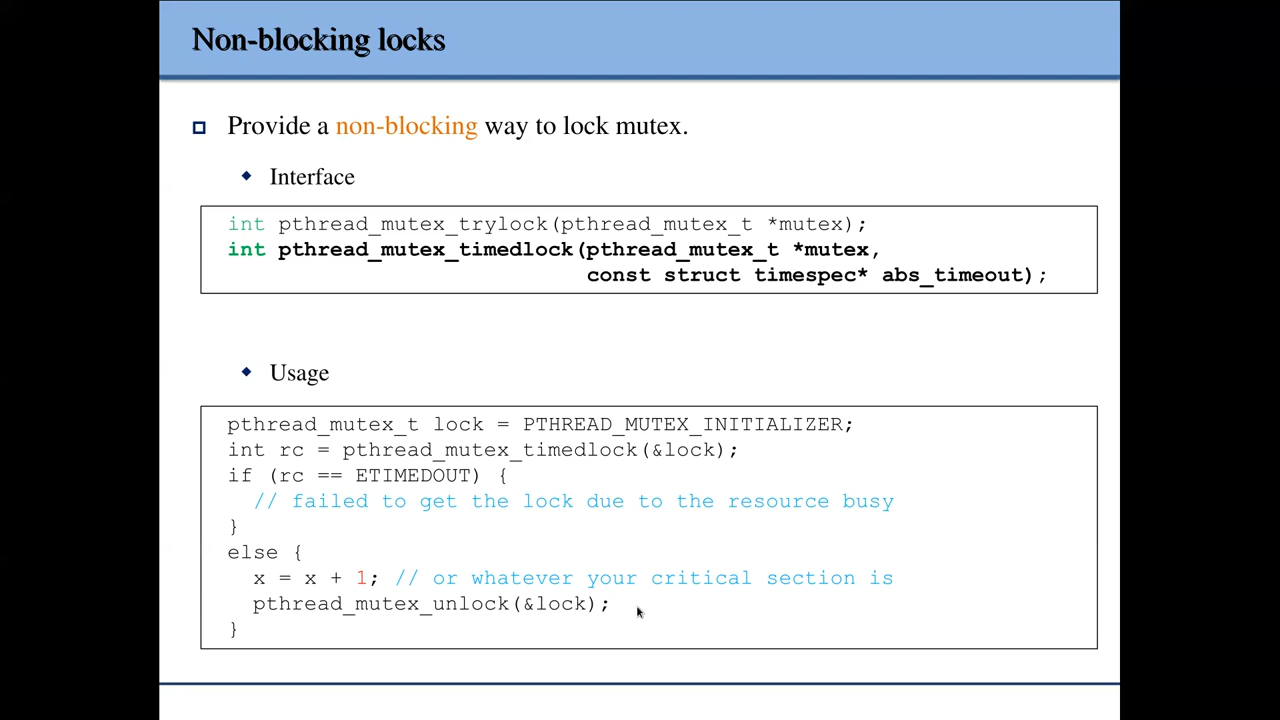 Non-blocking locks
Provide a non-blocking way to lock mutex.
Interface
int pthread_mutex_trylock(pthread_mutex_t *mutex);
int pthread_mutex_timedlock(pthread_mutex_t *mutex,
const struct timespec* abs_timeout);
Usage
pthread_mutex_t lock = PTHREAD_MUTEX_INITIALIZER;
int rc = pthread_mutex_timedlock(&lock);
if (rc == ETIMEDOUT) {
// failed to get the lock due to the resource busy
}
else {
x = x + 1; // or whatever your critical section is
pthread_mutex_unlock(&lock);
}